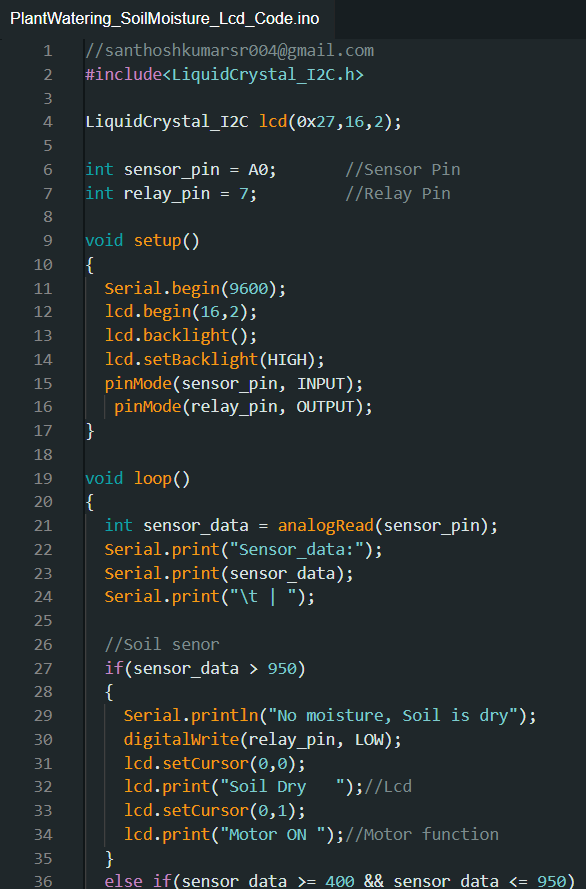 PlantWatering_SoilMoisture_Lcd_Code.ino
1 //santhoshkumarsr004@gmail.com
2 #include<LiquidCrystal_I2C.h>
3
4 LiquidCrystal_I2C lcd(0x27,16,2);
5
6 int sensor_pin = A0;       //Sensor Pin
7 int relay_pin = 7;         //Relay Pin
8
9 void setup()
10 {
11   Serial.begin(9600);
12   lcd.begin(16,2);
13   lcd.backlight();
14   lcd.setBacklight(HIGH);
15   pinMode(sensor_pin, INPUT);
16    pinMode(relay_pin, OUTPUT);
17 }
18
19 void loop()
20 {
21   int sensor_data = analogRead(sensor_pin);
22   Serial.print("Sensor_data:");
23   Serial.print(sensor_data);
24   Serial.print("\t | ");
25
26   //Soil senor
27   if(sensor_data > 950)
28   {
29     Serial.println("No moisture, Soil is dry");
30     digitalWrite(relay_pin, LOW);
31     lcd.setCursor(0,0);
32     lcd.print("Soil Dry   ");//Lcd
33     lcd.setCursor(0,1);
34     lcd.print("Motor ON ");//Motor function
35   }
36   else if(sensor_data >= 400 && sensor_data <= 950)